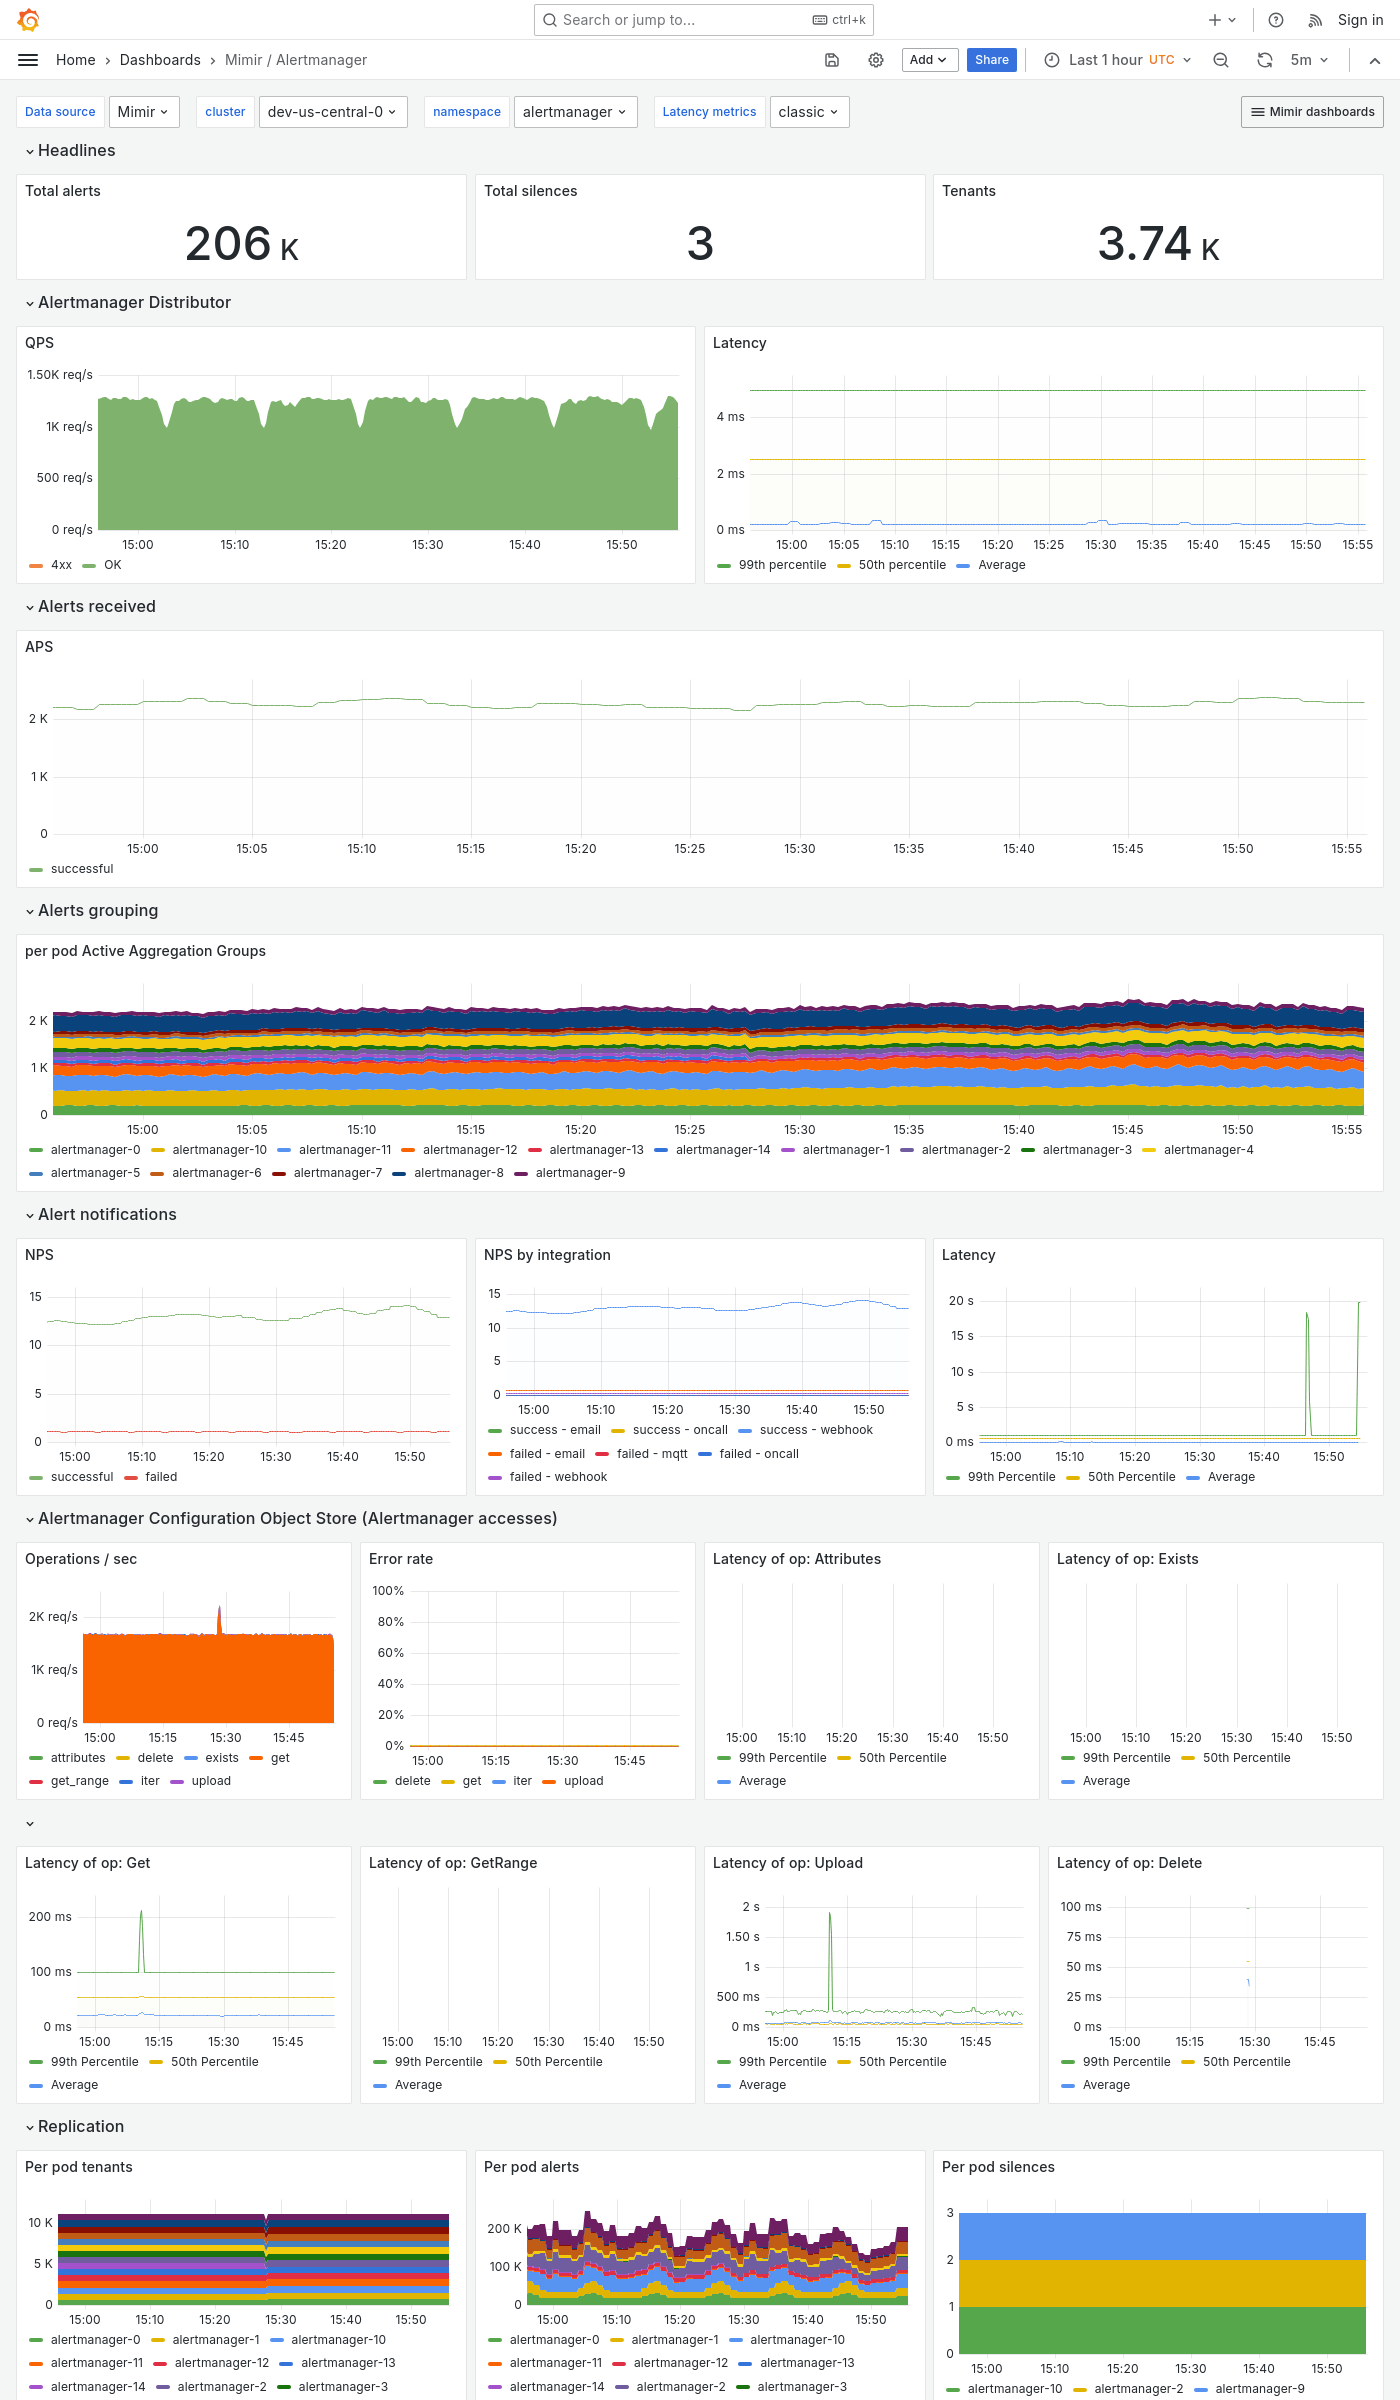 Search or jump to... ctrl+k Sign in
Home Dashboards Mimir / Alertmanager Add Share Last 1 hour UTC 5m
Data source Mimir cluster dev-us-central-0 namespace alertmanager Latency metrics classic Mimir dashboards
Headlines
Total alerts Total silences Tenants
206 K 3 3.74 K
Alertmanager Distributor
QPS
1.50K req/s
1K req/s
500 req/s
0 req/s
15:00 15:10 15:20 15:30 15:40 15:50
4xx OK
Latency
4 ms
2 ms
0 ms
15:00 15:05 15:10 15:15 15:20 15:25 15:30 15:35 15:40 15:45 15:50 15:55
99th percentile 50th percentile Average
Alerts received
APS
2 K
1 K
0
15:00 15:05 15:10 15:15 15:20 15:25 15:30 15:35 15:40 15:45 15:50 15:55
successful
Alerts grouping
per pod Active Aggregation Groups
2 K
1 K
0
15:00 15:05 15:10 15:15 15:20 15:25 15:30 15:35 15:40 15:45 15:50 15:55
alertmanager-0 alertmanager-10 alertmanager-11 alertmanager-12 alertmanager-13 alertmanager-14 alertmanager-1 alertmanager-2 alertmanager-3 alertmanager-4
alertmanager-5 alertmanager-6 alertmanager-7 alertmanager-8 alertmanager-9
Alert notifications
NPS
15
10
5
0
15:00 15:10 15:20 15:30 15:40 15:50
successful failed
NPS by integration
15
10
5
0
15:00 15:10 15:20 15:30 15:40 15:50
success - email success - oncall success - webhook
failed - email failed - mqtt failed - oncall
failed - webhook
Latency
20 s
15 s
10 s
5 s
0 ms
15:00 15:10 15:20 15:30 15:40 15:50
99th Percentile 50th Percentile Average
Alertmanager Configuration Object Store (Alertmanager accesses)
Operations / sec
2K req/s
1K req/s
0 req/s
15:00 15:15 15:30 15:45
attributes delete exists get
get_range iter upload
Error rate
100%
80%
60%
40%
20%
0%
15:00 15:15 15:30 15:45
delete get iter upload
Latency of op: Attributes
15:00 15:10 15:20 15:30 15:40 15:50
99th Percentile 50th Percentile
Average
Latency of op: Exists
15:00 15:10 15:20 15:30 15:40 15:50
99th Percentile 50th Percentile
Average
Latency of op: Get
200 ms
100 ms
0 ms
15:00 15:15 15:30 15:45
99th Percentile 50th Percentile
Average
Latency of op: GetRange
15:00 15:10 15:20 15:30 15:40 15:50
99th Percentile 50th Percentile
Average
Latency of op: Upload
2 s
1.50 s
1 s
500 ms
0 ms
15:00 15:15 15:30 15:45
99th Percentile 50th Percentile
Average
Latency of op: Delete
100 ms
75 ms
50 ms
25 ms
0 ms
15:00 15:15 15:30 15:45
99th Percentile 50th Percentile
Average
Replication
Per pod tenants
10 K
5 K
0
15:00 15:10 15:20 15:30 15:40 15:50
alertmanager-0 alertmanager-1 alertmanager-10
alertmanager-11 alertmanager-12 alertmanager-13
alertmanager-14 alertmanager-2 alertmanager-3
Per pod alerts
200 K
100 K
0
15:00 15:10 15:20 15:30 15:40 15:50
alertmanager-0 alertmanager-1 alertmanager-10
alertmanager-11 alertmanager-12 alertmanager-13
alertmanager-14 alertmanager-2 alertmanager-3
Per pod silences
3
2
1
0
15:00 15:10 15:20 15:30 15:40 15:50
alertmanager-10 alertmanager-2 alertmanager-9